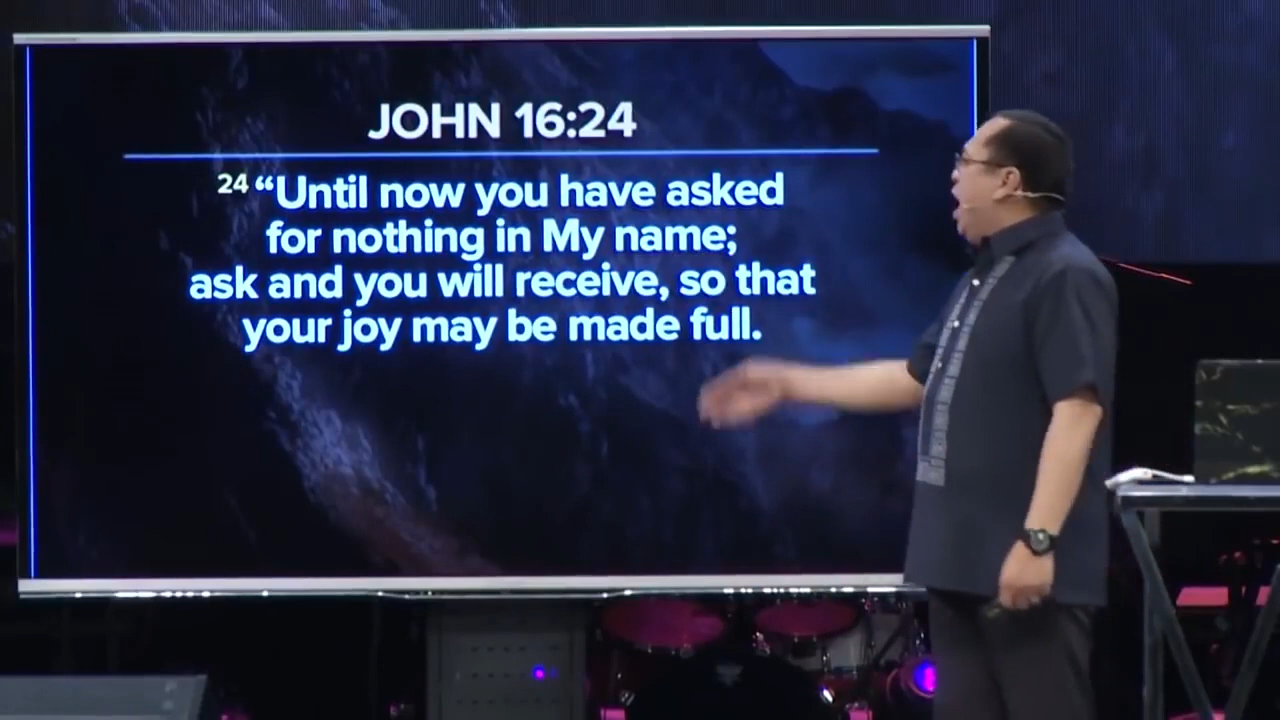 JOHN 16:24
24 “Until now you have asked
for nothing in My name;
ask and you will receive, so that
your joy may be made full.